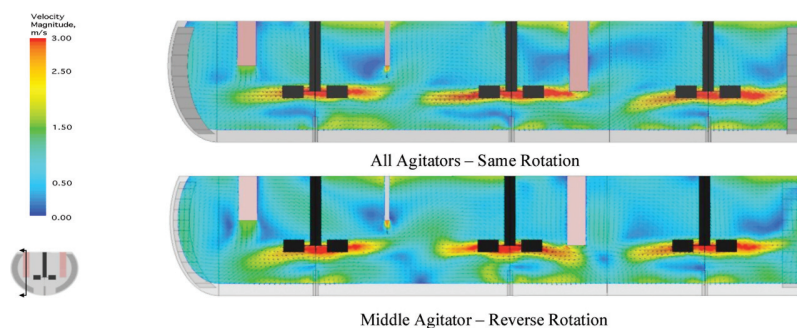 Velocity
Magnitude,
m/s
3.00
2.50
1.50
0.50
0.00
All Agitators – Same Rotation
Middle Agitator – Reverse Rotation